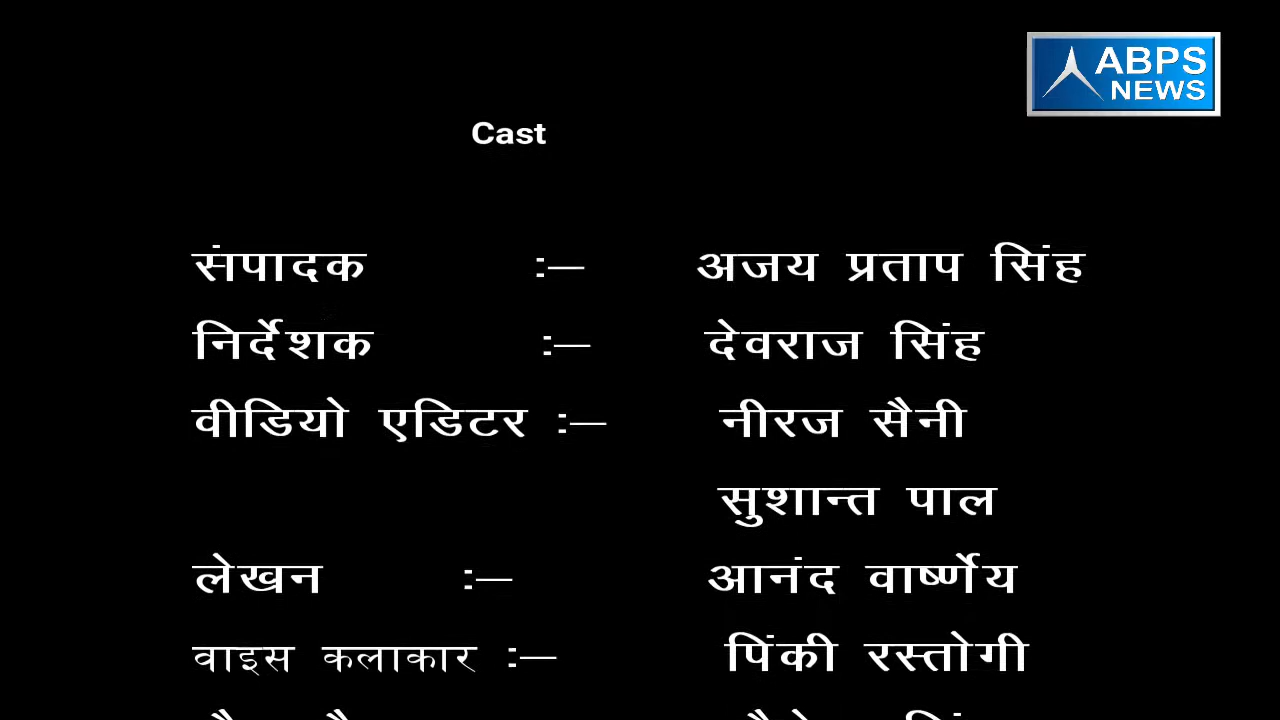 ABPS
NEWS
Cast
संपादक :— अजय प्रताप सिंह
निर्देशक :— देवराज सिंह
वीडियो एडिटर :— नीरज सैनी
सुशान्त पाल
लेखन :— आनंद वार्ष्णेय
वाइस कलाकार :— पिंकी रस्तोगी